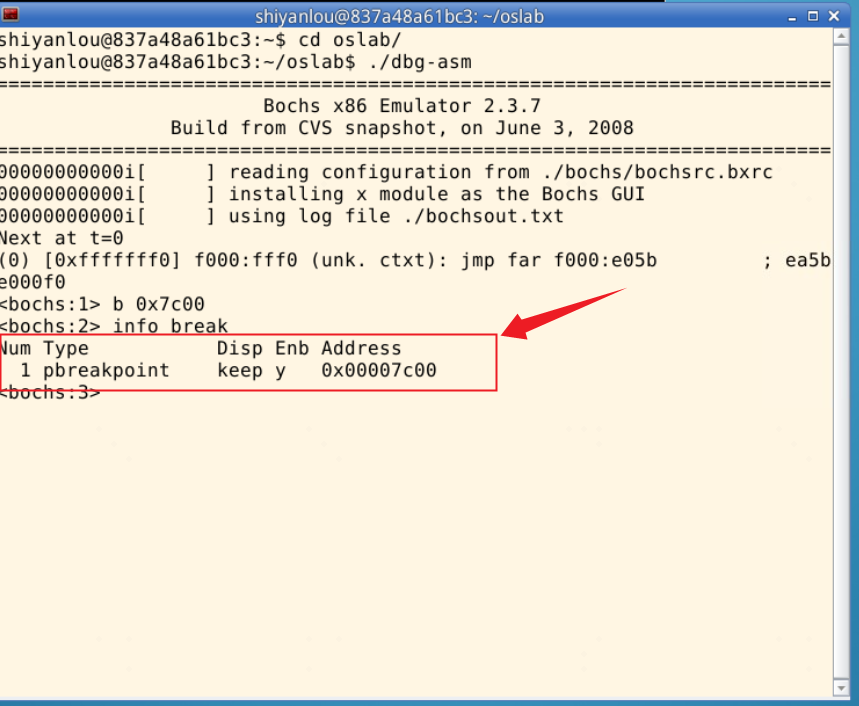 shiyanlou@837a48a61bc3: ~/oslab
shiyanlou@837a48a61bc3:~$ cd oslab/
shiyanlou@837a48a61bc3:~/oslab$ ./dbg-asm
========================================================================
Bochs x86 Emulator 2.3.7
Build from CVS snapshot, on June 3, 2008
========================================================================
00000000000i[     ] reading configuration from ./bochs/bochsrc.bxrc
00000000000i[     ] installing x module as the Bochs GUI
00000000000i[     ] using log file ./bochsout.txt
Next at t=0
(0) [0xfffffff0] f000:fff0 (unk. ctxt): jmp far f000:e05b         ; ea5b
e000f0
<bochs:1> b 0x7c00
<bochs:2> info break
Num Type           Disp Enb Address
  1 pbreakpoint    keep y   0x00007c00
<bochs:3>